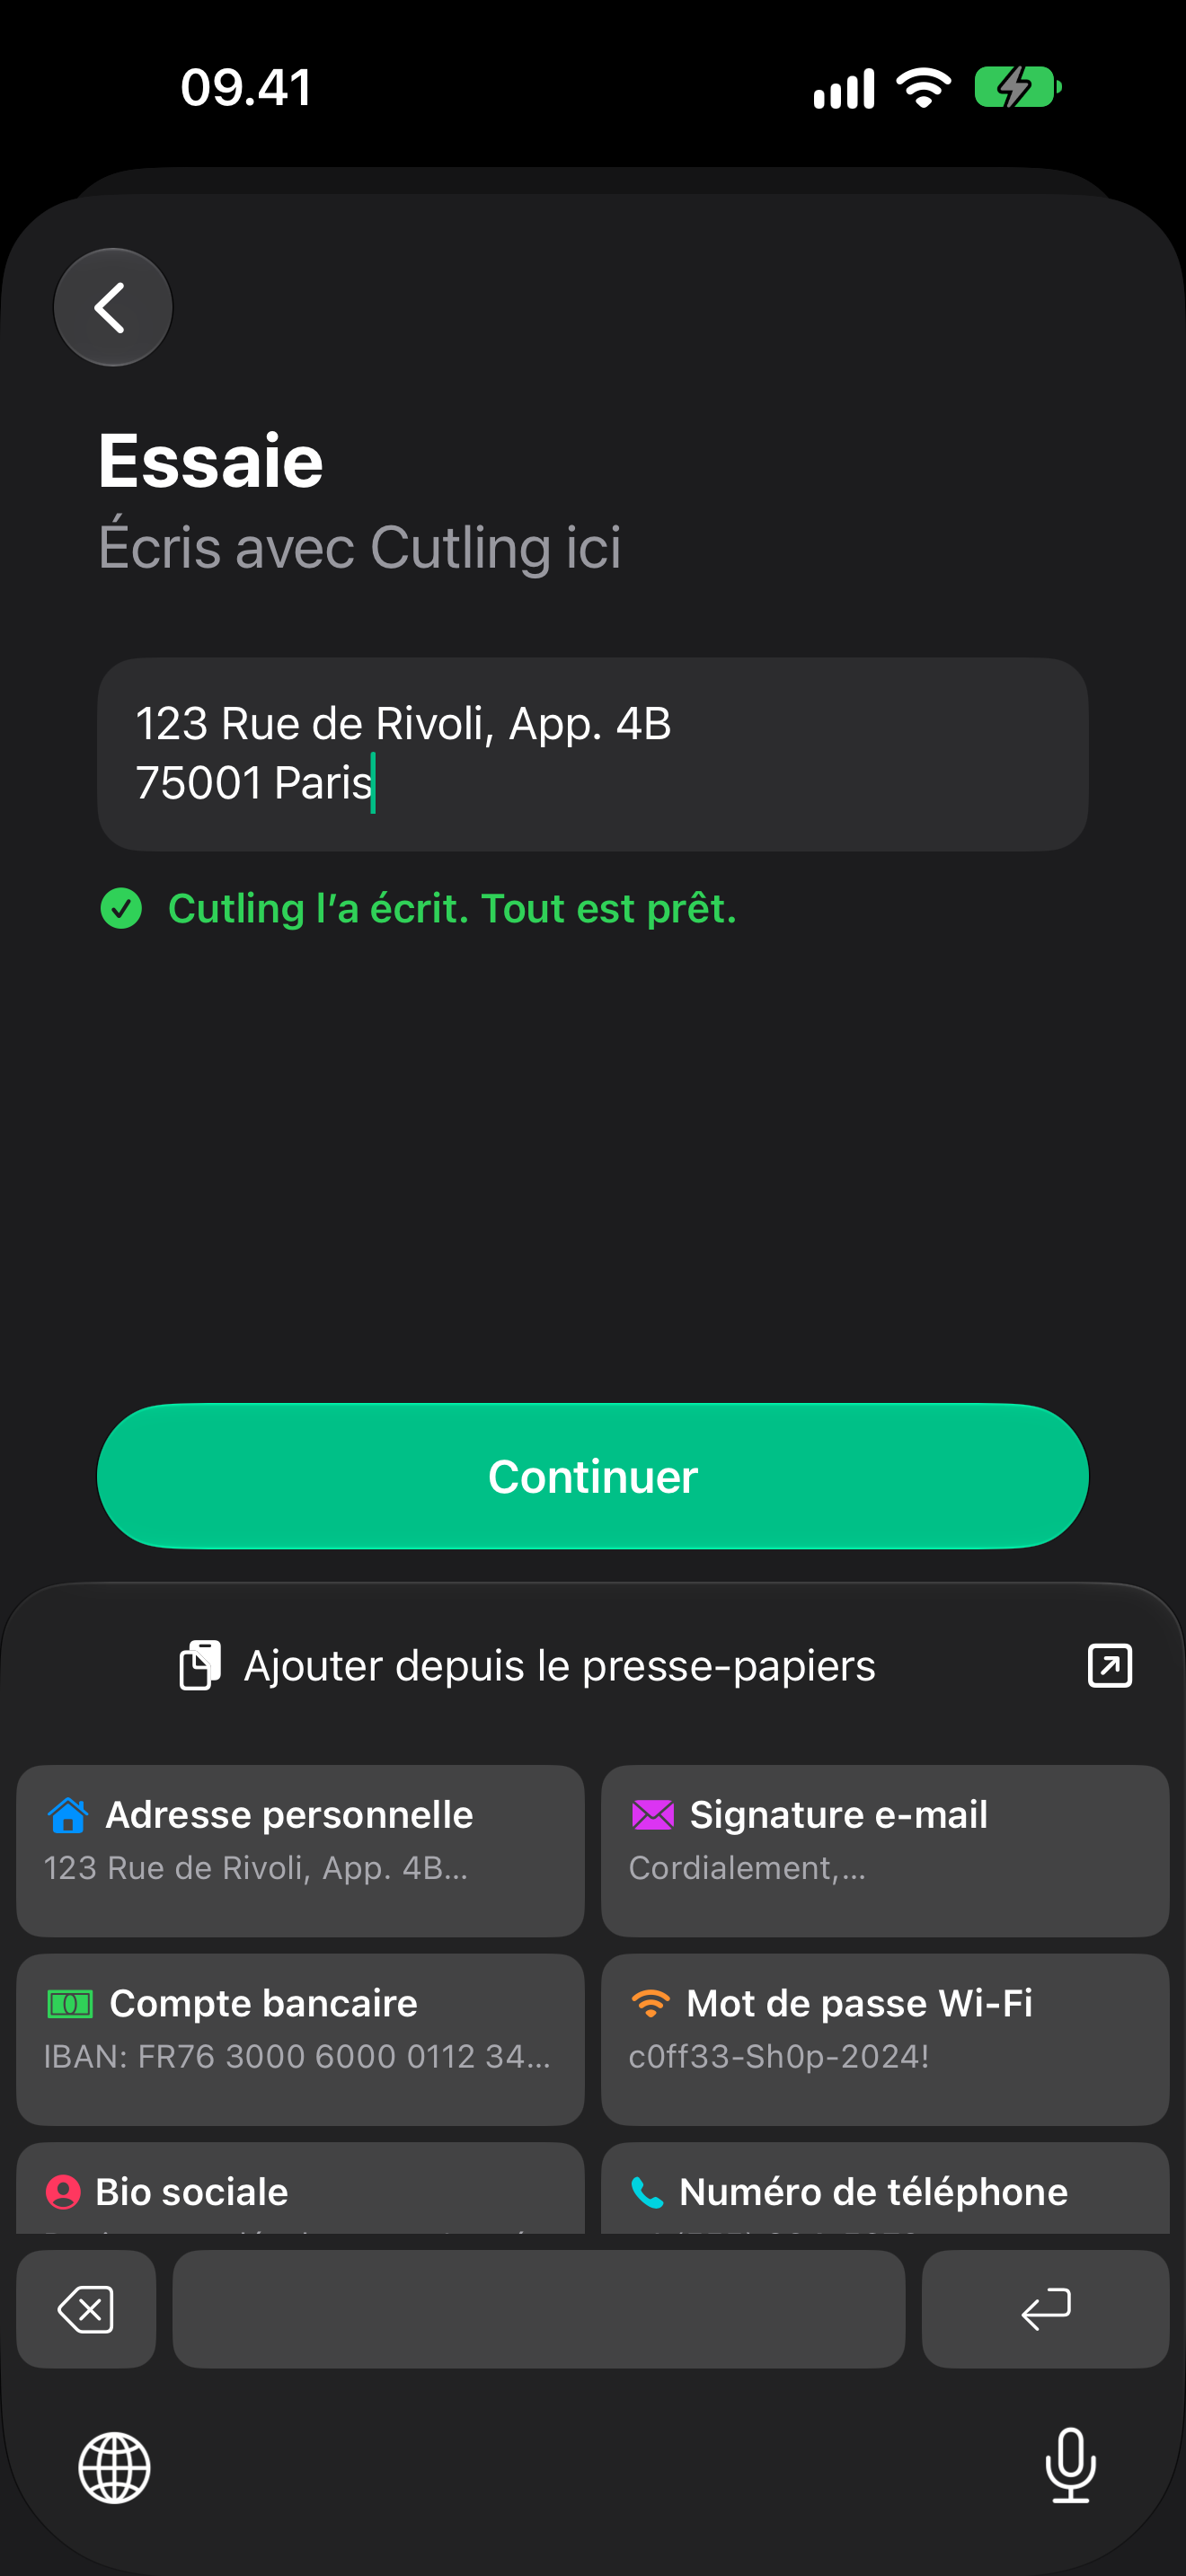 09.41
Essaie
Écris avec Cutling ici
123 Rue de Rivoli, App. 4B
75001 Paris
Cutling l’a écrit. Tout est prêt.
Continuer
Ajouter depuis le presse-papiers
Adresse personnelle
123 Rue de Rivoli, App. 4B...
Signature e-mail
Cordialement,...
Compte bancaire
IBAN: FR76 3000 6000 0112 34...
Mot de passe Wi-Fi
c0ff33-Sh0p-2024!
Bio sociale
Numéro de téléphone